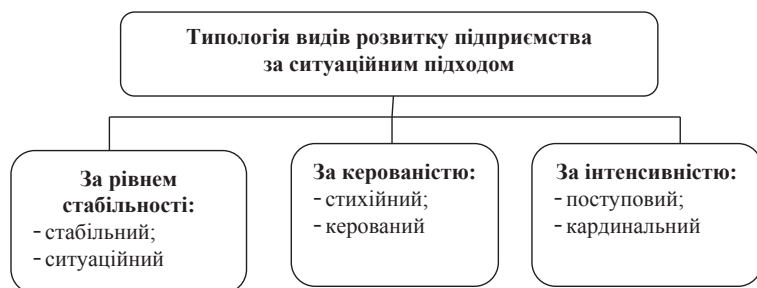 Типологія видів розвитку підприємства
за ситуаційним підходом
За рівнем
стабільності:
- стабільний;
- ситуаційний
За керованістю:
- стихійний;
- керований
За інтенсивністю:
- поступовий;
- кардинальний